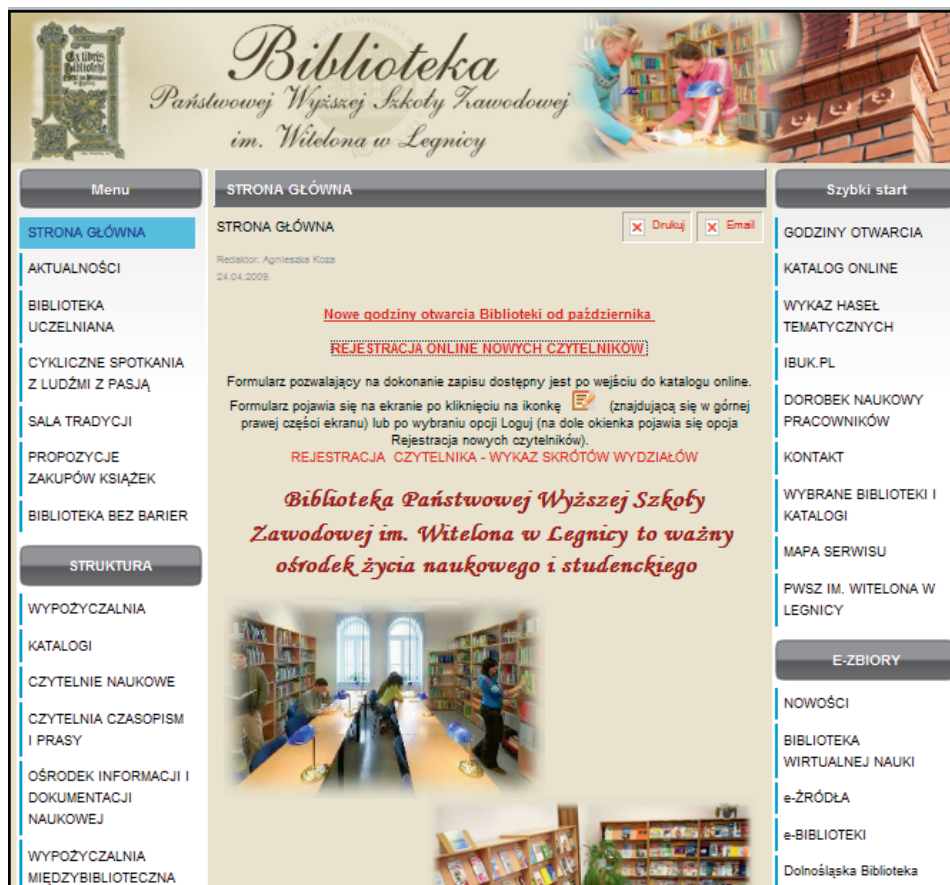 Ex Libris
Biblioteki
Biblioteka
Państwowej Wyższej Szkoły Zawodowej
im. Witelona w Legnicy
Menu
STRONA GŁÓWNA
AKTUALNOŚCI
BIBLIOTEKA
UCZELNIANA
CYKLICZNE SPOTKANIA
Z LUDŹMI Z PASJĄ
SALA TRADYCJI
PROPOZYCJE
ZAKUPÓW KSIĄŻEK
BIBLIOTEKA BEZ BARIER
STRUKTURA
WYPOŻYCZALNIA
KATALOGI
CZYTELNIE NAUKOWE
CZYTELNIA CZASOPISM
I PRASY
OŚRODEK INFORMACJI I
DOKUMENTACJI
NAUKOWEJ
WYPOŻYCZALNIA
MIĘDZYBIBLIOTECZNA
STRONA GŁÓWNA
STRONA GŁÓWNA
Drukuj Email
Redaktor: Agnieszka Koza
24.04.2009.
Nowe godziny otwarcia Biblioteki od października
REJESTRACJA ONLINE NOWYCH CZYTELNIKÓW
Formularz pozwalający na dokonanie zapisu dostępny jest po wejściu do katalogu online.
Formularz pojawia się na ekranie po kliknięciu na ikonkę (znajdującą się w górnej
prawej części ekranu) lub po wybraniu opcji Loguj (na dole okienka pojawia się opcja
Rejestracja nowych czytelników).
REJESTRACJA CZYTELNIKA - WYKAZ SKRÓTÓW WYDZIAŁÓW
Biblioteka Państwowej Wyższej Szkoły
Zawodowej im. Witelona w Legnicy to ważny
ośrodek życia naukowego i studenckiego
Szybki start
GODZINY OTWARCIA
KATALOG ONLINE
WYKAZ HASEŁ
TEMATYCZNYCH
IBUK.PL
DOROBEK NAUKOWY
PRACOWNIKÓW
KONTAKT
WYBRANE BIBLIOTEKI I
KATALOGI
MAPA SERWISU
PWSZ IM. WITELONA W
LEGNICY
E-ZBIORY
NOWOŚCI
BIBLIOTEKA
WIRTUALNEJ NAUKI
e-ŹRÓDŁA
e-BIBLIOTEKI
Dolnośląska Biblioteka